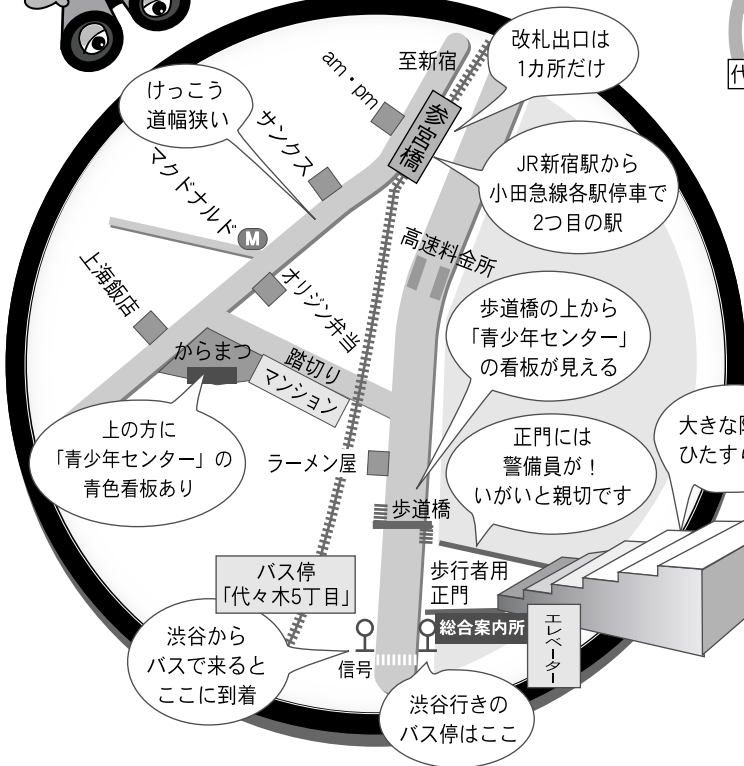 代
改札出口は
1カ所だけ
至新宿
am・pm
けっこう
道幅狭い
サンクス
参宮橋
マクドナルド
M
JR新宿駅から
小田急線各駅停車で
2つ目の駅
高速料金所
上海飯店
オリジン弁当
歩道橋の上から
「青少年センター」
の看板が見える
からまつ
踏切り
マンション
上の方に
「青少年センター」の
青色看板あり
ラーメン屋
正門には
警備員が！
いがいと親切です
大きな
ひたす
歩道橋
バス停
「代々木5丁目」
歩行者用
正門
総合案内所
エレベーター
渋谷から
バスで来ると
ここに到着
信号
渋谷行きの
バス停はここ